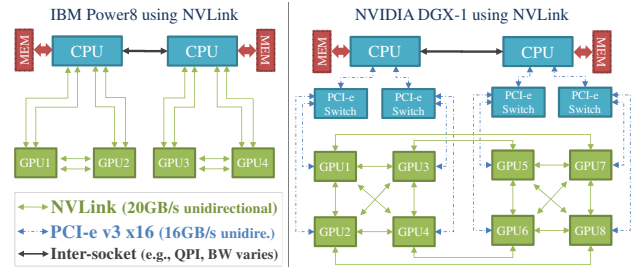 IBM Power8 using NVLink
MEM
CPU
CPU
MEM
GPU1
GPU2
GPU3
GPU4
NVLink (20GB/s unidirectional)
PCI-e v3 x16 (16GB/s unidire.)
Inter-socket (e.g., QPI, BW varies)
NVIDIA DGX-1 using NVLink
MEM
CPU
CPU
MEM
PCI-e
Switch
PCI-e
Switch
PCI-e
Switch
PCI-e
Switch
GPU1
GPU3
GPU5
GPU7
GPU2
GPU4
GPU6
GPU8